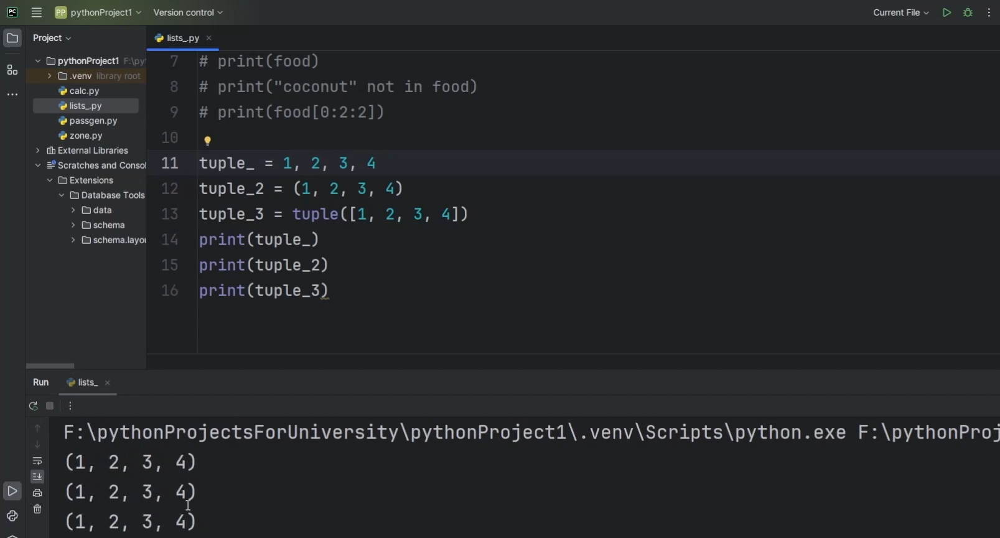 PC
PP pythonProject1 Version control Current File
Project
lists_.py
pythonProject1 F:\py
.venv library root
calc.py
lists_.py
passgen.py
zone.py
External Libraries
Scratches and Consol
Extensions
Database Tools
data
schema
schema.layou
7 # print(food)
8 # print("coconut" not in food)
9 # print(food[0:2:2])
10
11 tuple_ = 1, 2, 3, 4
12 tuple_2 = (1, 2, 3, 4)
13 tuple_3 = tuple([1, 2, 3, 4])
14 print(tuple_)
15 print(tuple_2)
16 print(tuple_3)
Run lists_
F:\pythonProjectsForUniversity\pythonProject1\.venv\Scripts\python.exe F:\pythonProj
(1, 2, 3, 4)
(1, 2, 3, 4)
(1, 2, 3, 4)